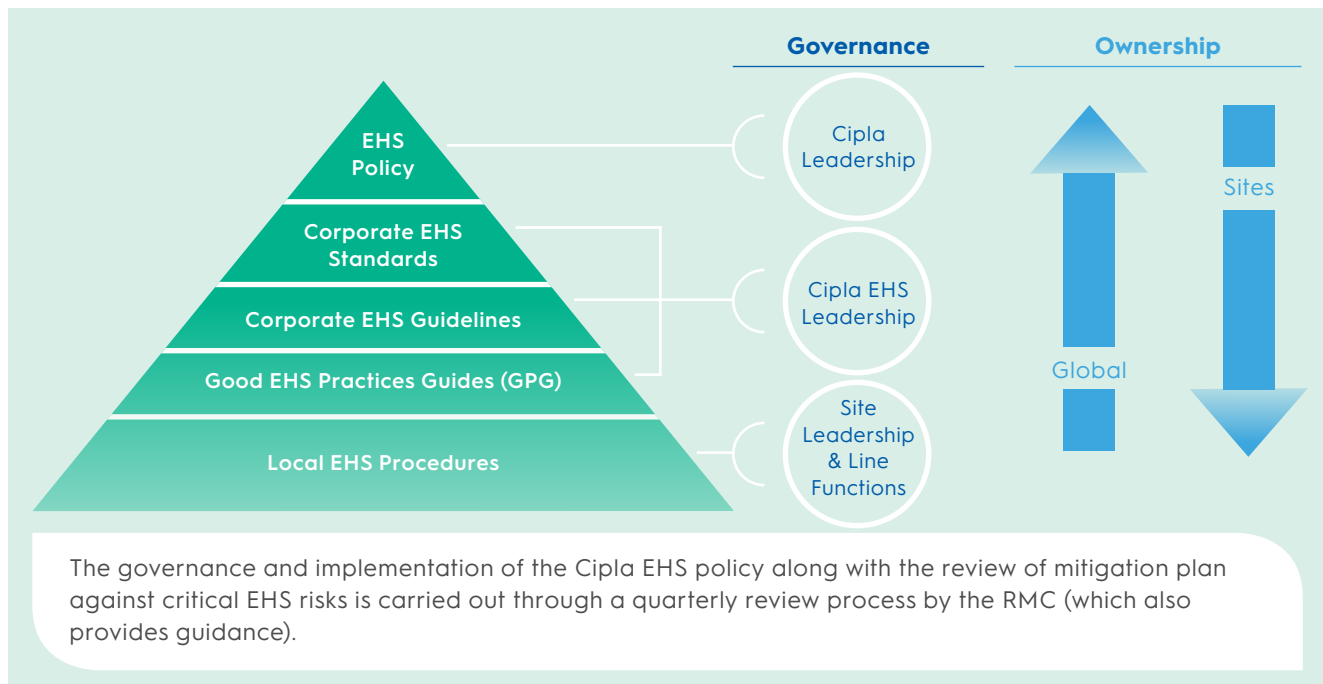 Governance
Ownership
EHS
Policy
Corporate EHS
Standards
Corporate EHS Guidelines
Good EHS Practices Guides (GPG)
Local EHS Procedures
Cipla
Leadership
Cipla EHS
Leadership
Site
Leadership
& Line
Functions
Global
Sites
The governance and implementation of the Cipla EHS policy along with the review of mitigation plan
against critical EHS risks is carried out through a quarterly review process by the RMC (which also
provides guidance).